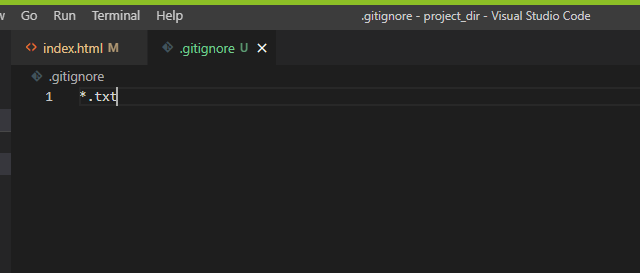 Go Run Terminal Help .gitignore - project_dir - Visual Studio Code
<> index.html M .gitignore U ×
.gitignore
1 *.txt